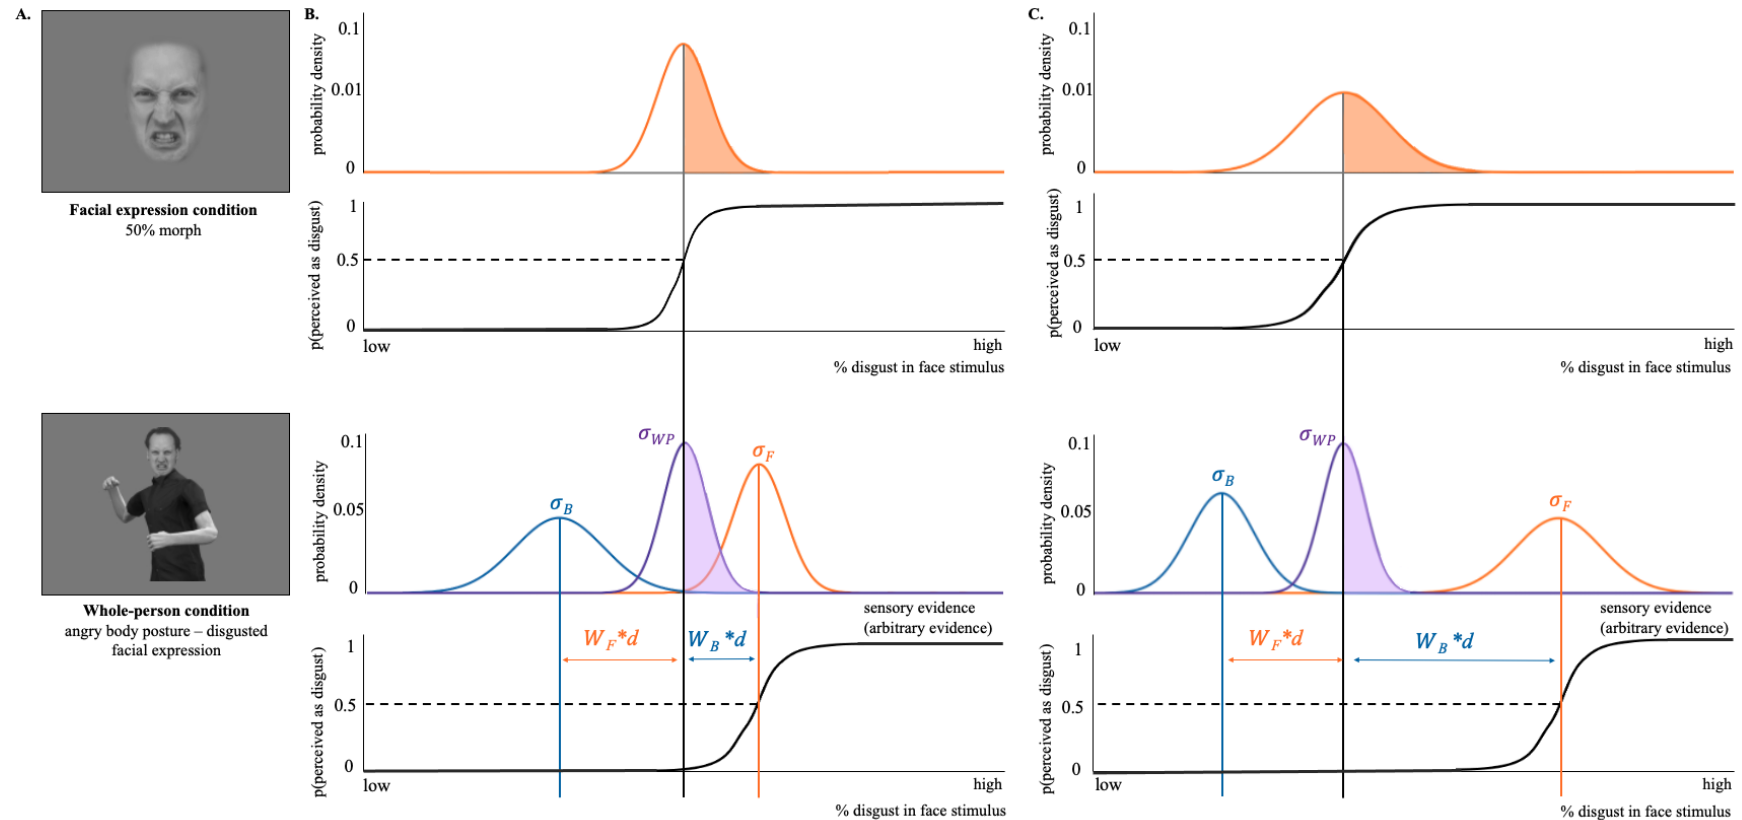 A.
Facial expression condition
50% morph
Whole-person condition
angry body posture – disgusted
facial expression
B.
probability density
0.1
0.01
0
p(perceived as disgust)
1
0.5
0
low
high
% disgust in face stimulus
probability density
0.1
0.05
0
σB
σWP
σF
sensory evidence
(arbitrary evidence)
p(perceived as disgust)
1
0.5
0
WF*d
WB*d
low
high
% disgust in face stimulus
C.
probability density
0.1
0.01
0
p(perceived as disgust)
1
0.5
0
low
high
% disgust in face stimulus
probability density
0.1
0.05
0
σB
σWP
σF
sensory evidence
(arbitrary evidence)
p(perceived as disgust)
1
0.5
0
WF*d
WB*d
low
high
% disgust in face stimulus